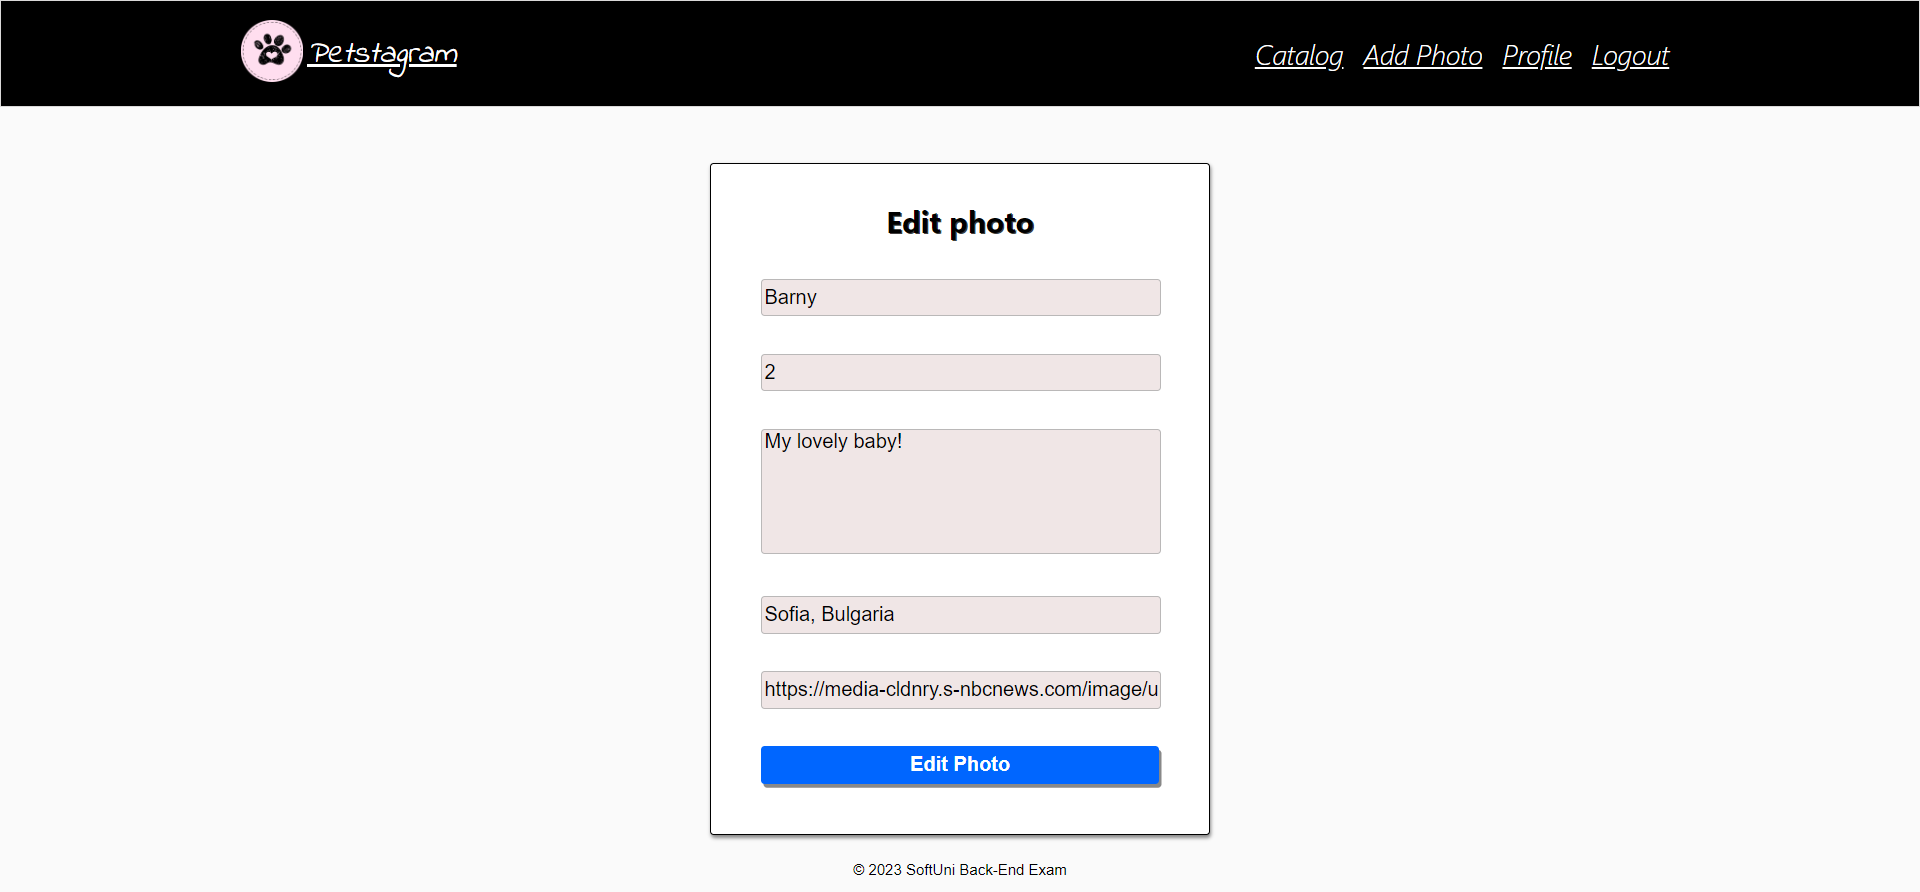 Petstagram
Catalog Add Photo Profile Logout
Edit photo
Barny
2
My lovely baby!
Sofia, Bulgaria
https://media-cldnry.s-nbcnews.com/image/u
Edit Photo
© 2023 SoftUni Back-End Exam